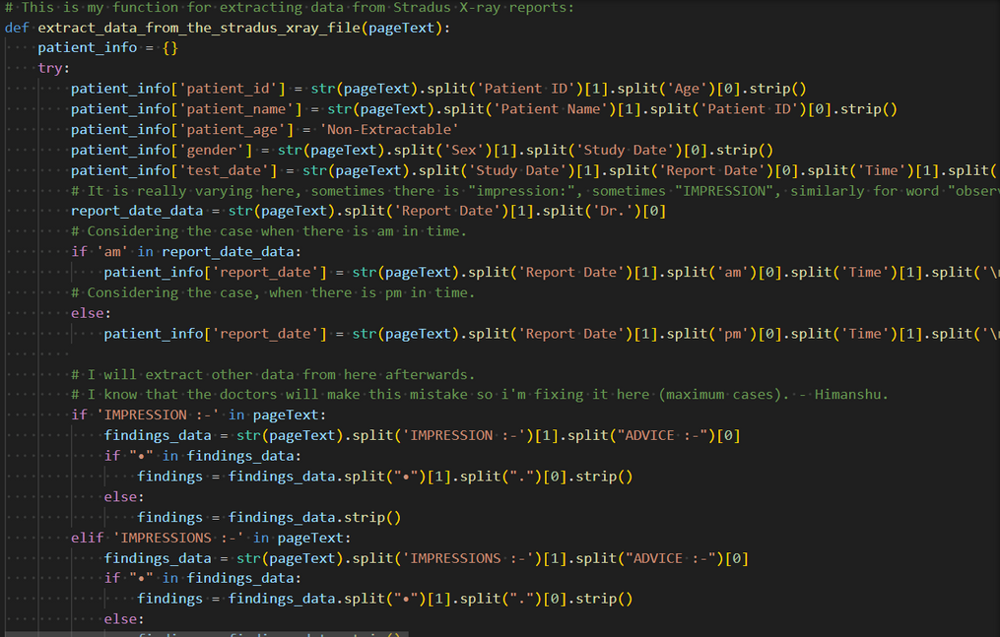 # This is my function for extracting data from Stradus X-ray reports:
def extract_data_from_the_stradus_xray_file(pageText):
    patient_info = {}
    try:
        patient_info['patient_id'] = str(pageText).split('Patient ID')[1].split('Age')[0].strip()
        patient_info['patient_name'] = str(pageText).split('Patient Name')[1].split('Patient ID')[0].strip()
        patient_info['patient_age'] = 'Non-Extractable'
        patient_info['gender'] = str(pageText).split('Sex')[1].split('Study Date')[0].strip()
        patient_info['test_date'] = str(pageText).split('Study Date')[1].split('Report Date')[0].split('Time')[1].split(
        # It is really varying here, sometimes there is "impression:", sometimes "IMPRESSION", similarly for word "obser
        report_date_data = str(pageText).split('Report Date')[1].split('Dr.')[0]
        # Considering the case when there is am in time.
        if 'am' in report_date_data:
            patient_info['report_date'] = str(pageText).split('Report Date')[1].split('am')[0].split('Time')[1].split('\
        # Considering the case, when there is pm in time.
        else:
            patient_info['report_date'] = str(pageText).split('Report Date')[1].split('pm')[0].split('Time')[1].split('\
        # I will extract other data from here afterwards.
        # I know that the doctors will make this mistake so i'm fixing it here (maximum cases). - Himanshu.
        if 'IMPRESSION :-' in pageText:
            findings_data = str(pageText).split('IMPRESSION :-')[1].split("ADVICE :-")[0]
            if "•" in findings_data:
                findings = findings_data.split("•")[1].split(".")[0].strip()
            else:
                findings = findings_data.strip()
        elif 'IMPRESSIONS :-' in pageText:
            findings_data = str(pageText).split('IMPRESSIONS :-')[1].split("ADVICE :-")[0]
            if "•" in findings_data:
                findings = findings_data.split("•")[1].split(".")[0].strip()
            else: